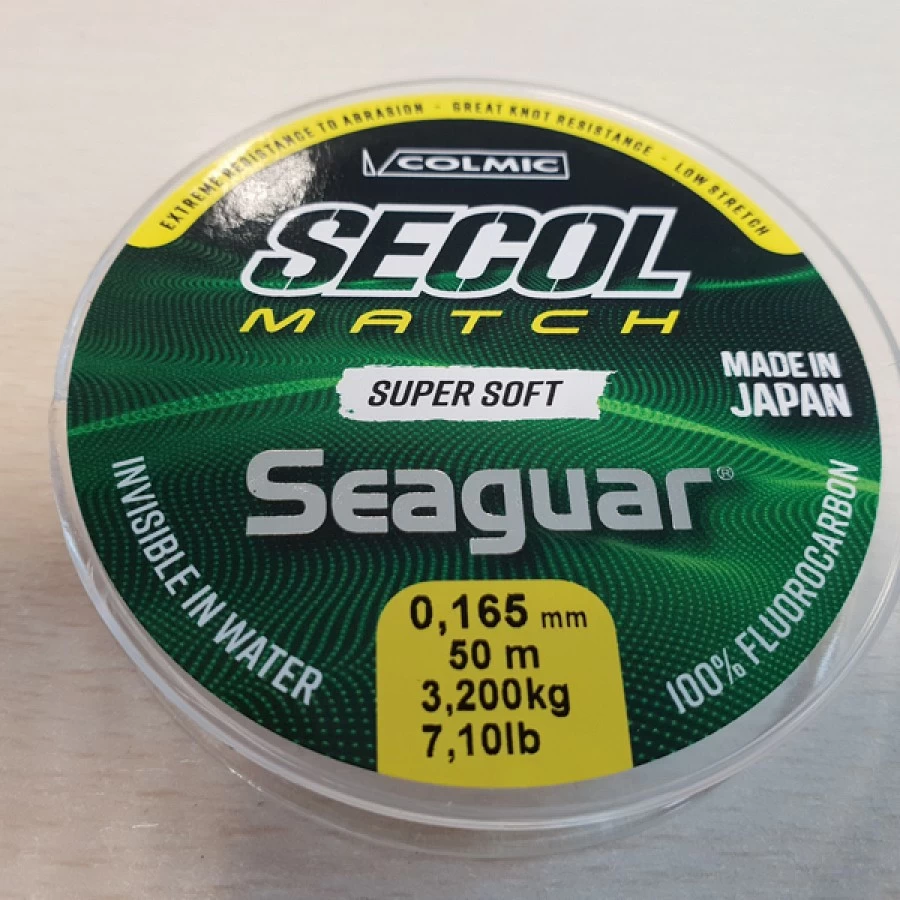 EXTREME RESISTANCE TO ABRASION - GREAT KNOT RESISTANCE - LOW STRETCH
COLMIC
SECOL
MATCH
SUPER SOFT
MADE IN
JAPAN
Seaguar®
INVISIBLE IN WATER
100% FLUOROCARBON
0,165 mm
50 m
3,200kg
7,10lb